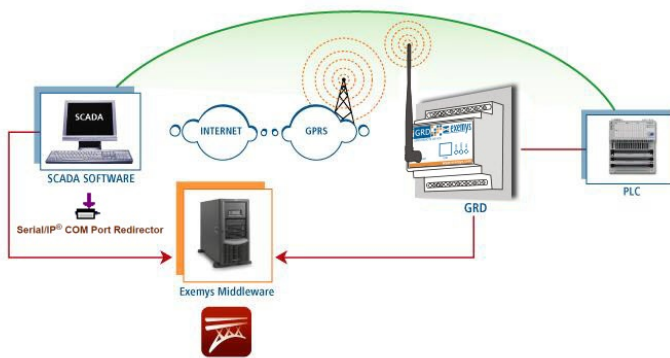 SCADA
INTERNET
GPRS
GRD
exemys
SCADA SOFTWARE
Serial/IP® COM Port Redirector
GRD
PLC
Exemys Middleware